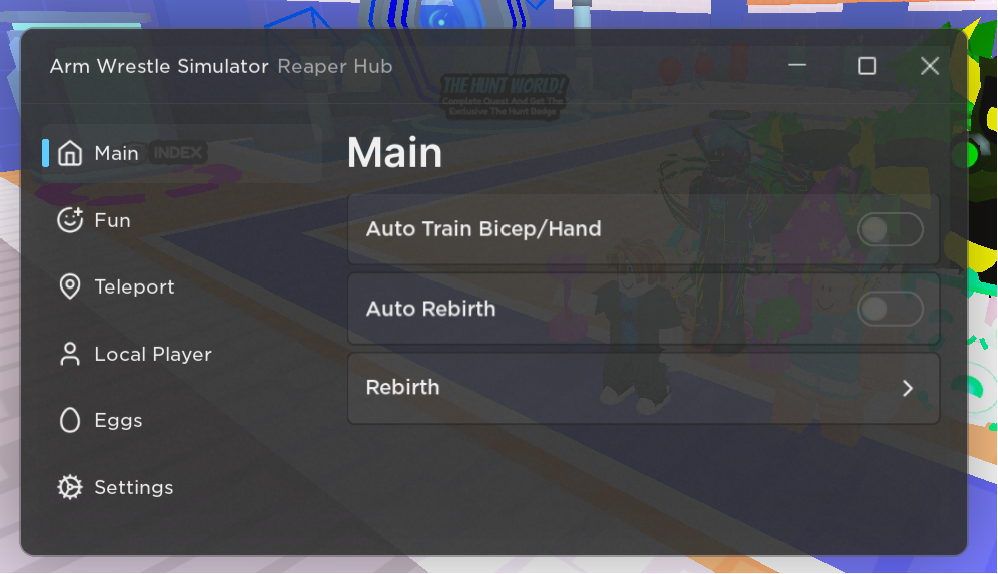 Arm Wrestle Simulator Reaper Hub
THE HUNT WORLD!
Complete Quest And Get The
Exclusive The Hunt Badge
Main
INDEX
Fun
Teleport
Local Player
Eggs
Settings
Main
Auto Train Bicep/Hand
Auto Rebirth
Rebirth